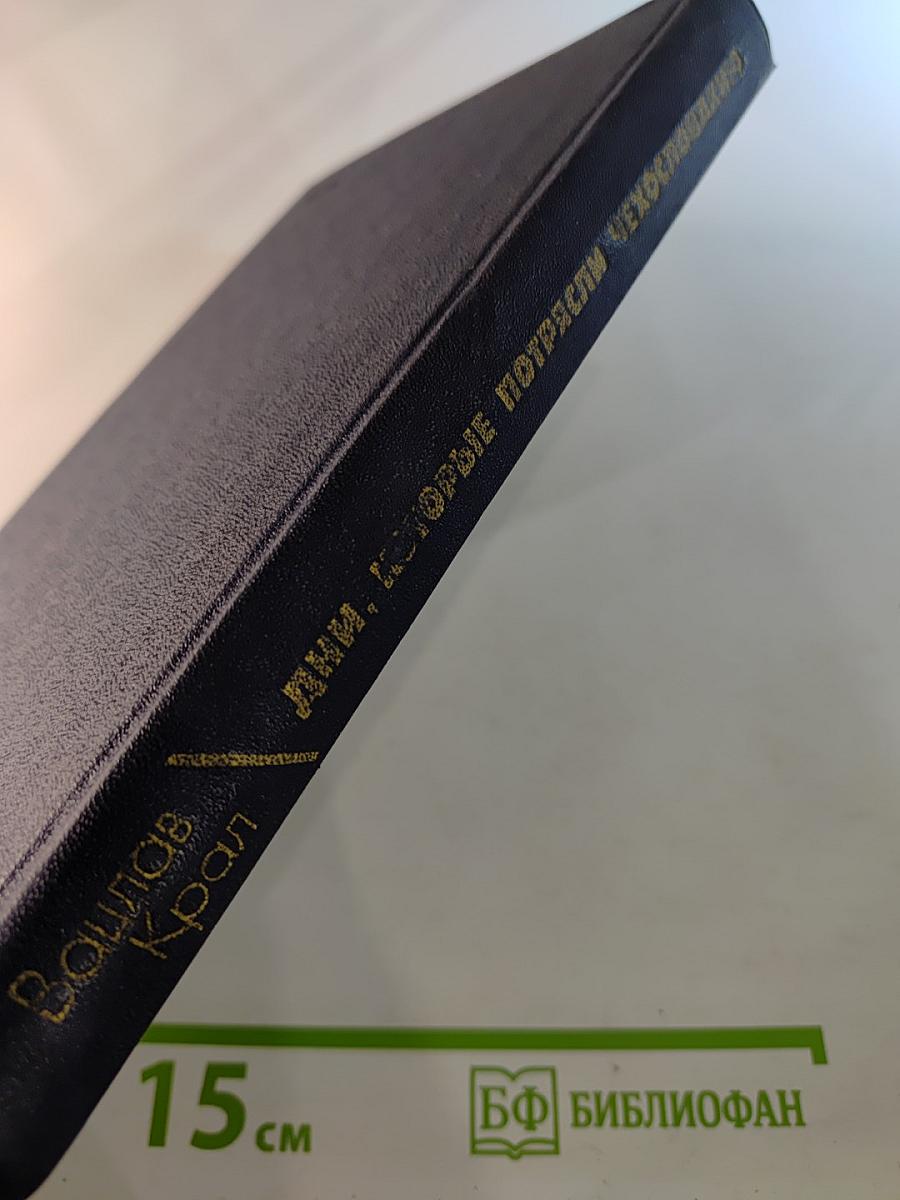 Вацлав
Крал
ДНИ, КОТОРЫЕ ПОТРЯСЛИ ЧЕХОСЛОВАКИЮ
15 см
БФ БИБЛИОФАН